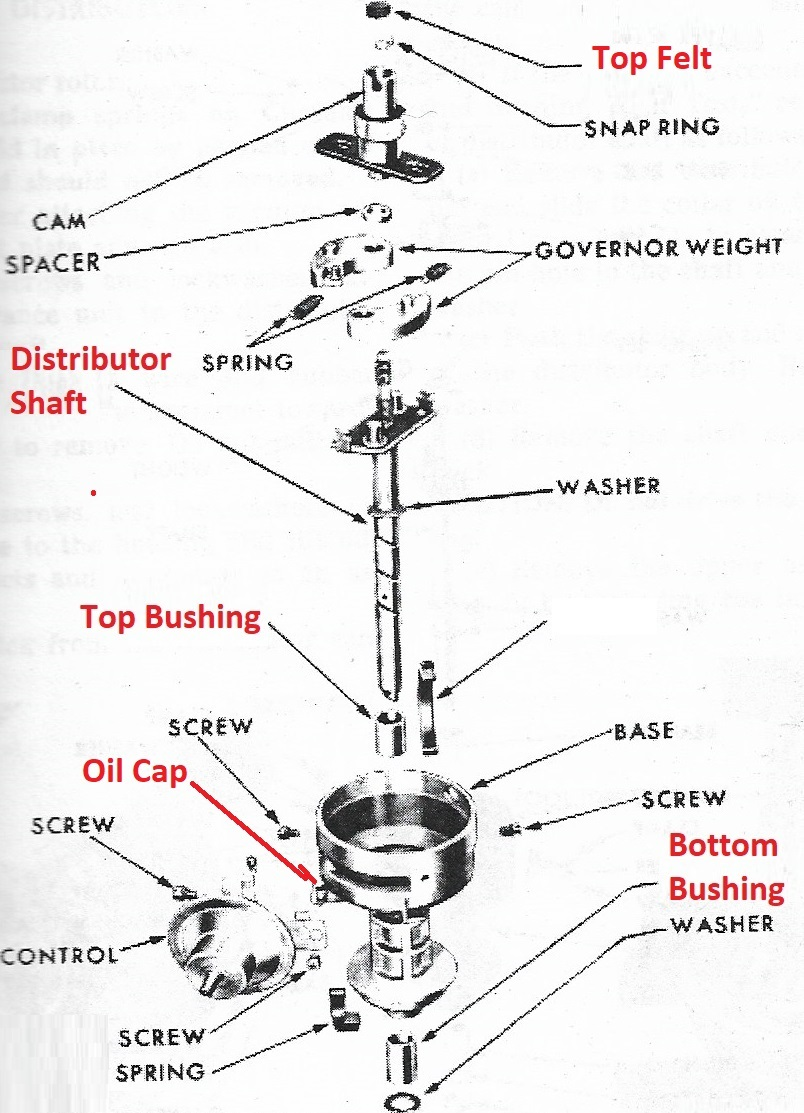 Top Felt
SNAP RING
CAM
SPACER
GOVERNOR WEIGHT
SPRING
Distributor
Shaft
WASHER
Top Bushing
SCREW
BASE
Oil Cap
SCREW
SCREW
Bottom
Bushing
WASHER
CONTROL
SCREW
SPRING